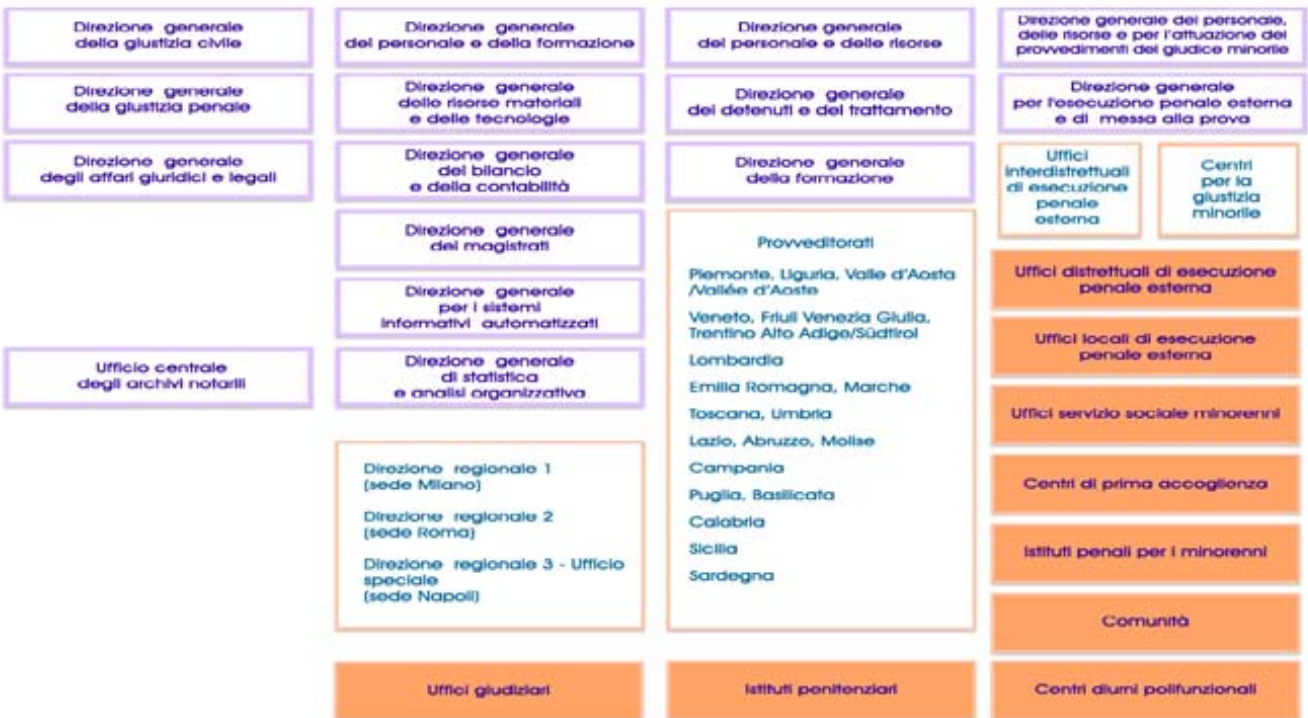 Direzione generale
della giustizia civile
Direzione generale
della giustizia penale
Direzione generale
degli affari giuridici e legali
Ufficio centrale
degli archivi notarili
Direzione generale
del personale e della formazione
Direzione generale
delle risorse materiali
e delle tecnologie
Direzione generale
del bilancio
e della contabilità
Direzione generale
dei magistrati
Direzione generale
per i sistemi
informativi automatizzati
Direzione generale
di statistica
e analisi organizzativa
Direzione regionale 1
(sede Milano)
Direzione regionale 2
(sede Roma)
Direzione regionale 3 - Ufficio
speciale
(sede Napoli)
Uffici giudiziari
Direzione generale
del personale e delle risorse
Direzione generale
dei detenuti e del trattamento
Direzione generale
della formazione
Provveditorati
Piemonte, Liguria, Valle d'Aosta
/Vallée d'Aoste
Veneto, Friuli Venezia Giulia,
Trentino Alto Adige/Südtirol
Lombardia
Emilia Romagna, Marche
Toscana, Umbria
Lazio, Abruzzo, Molise
Campania
Puglia, Basilicata
Calabria
Sicilia
Sardegna
Istituti penitenziari
Direzione generale del personale,
delle risorse e per l'attuazione dei
provvedimenti del giudice minorile
Direzione generale
per l'esecuzione penale esterna
e di messa alla prova
Uffici
interdistrettuali
di esecuzione
penale
esterna
Centri
per la
giustizia
minorile
Uffici distrettuali di esecuzione
penale esterna
Uffici locali di esecuzione
penale esterna
Uffici servizio sociale minorenni
Centri di prima accoglienza
Istituti penali per i minorenni
Comunità
Centri diurni polifunzionali